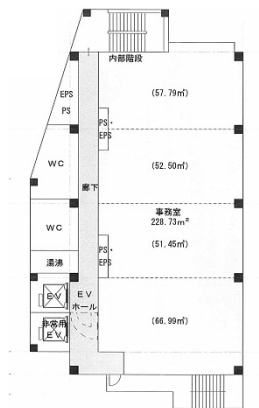 内部階段
(57.79㎡)
EPS
PS
PS・
EPS
WC
(52.50㎡)
廊下
事務室
228.73㎡
WC
(51.45㎡)
PS・
EPS
湯沸
EV
EV
ホール
非常用
EV
(66.99㎡)